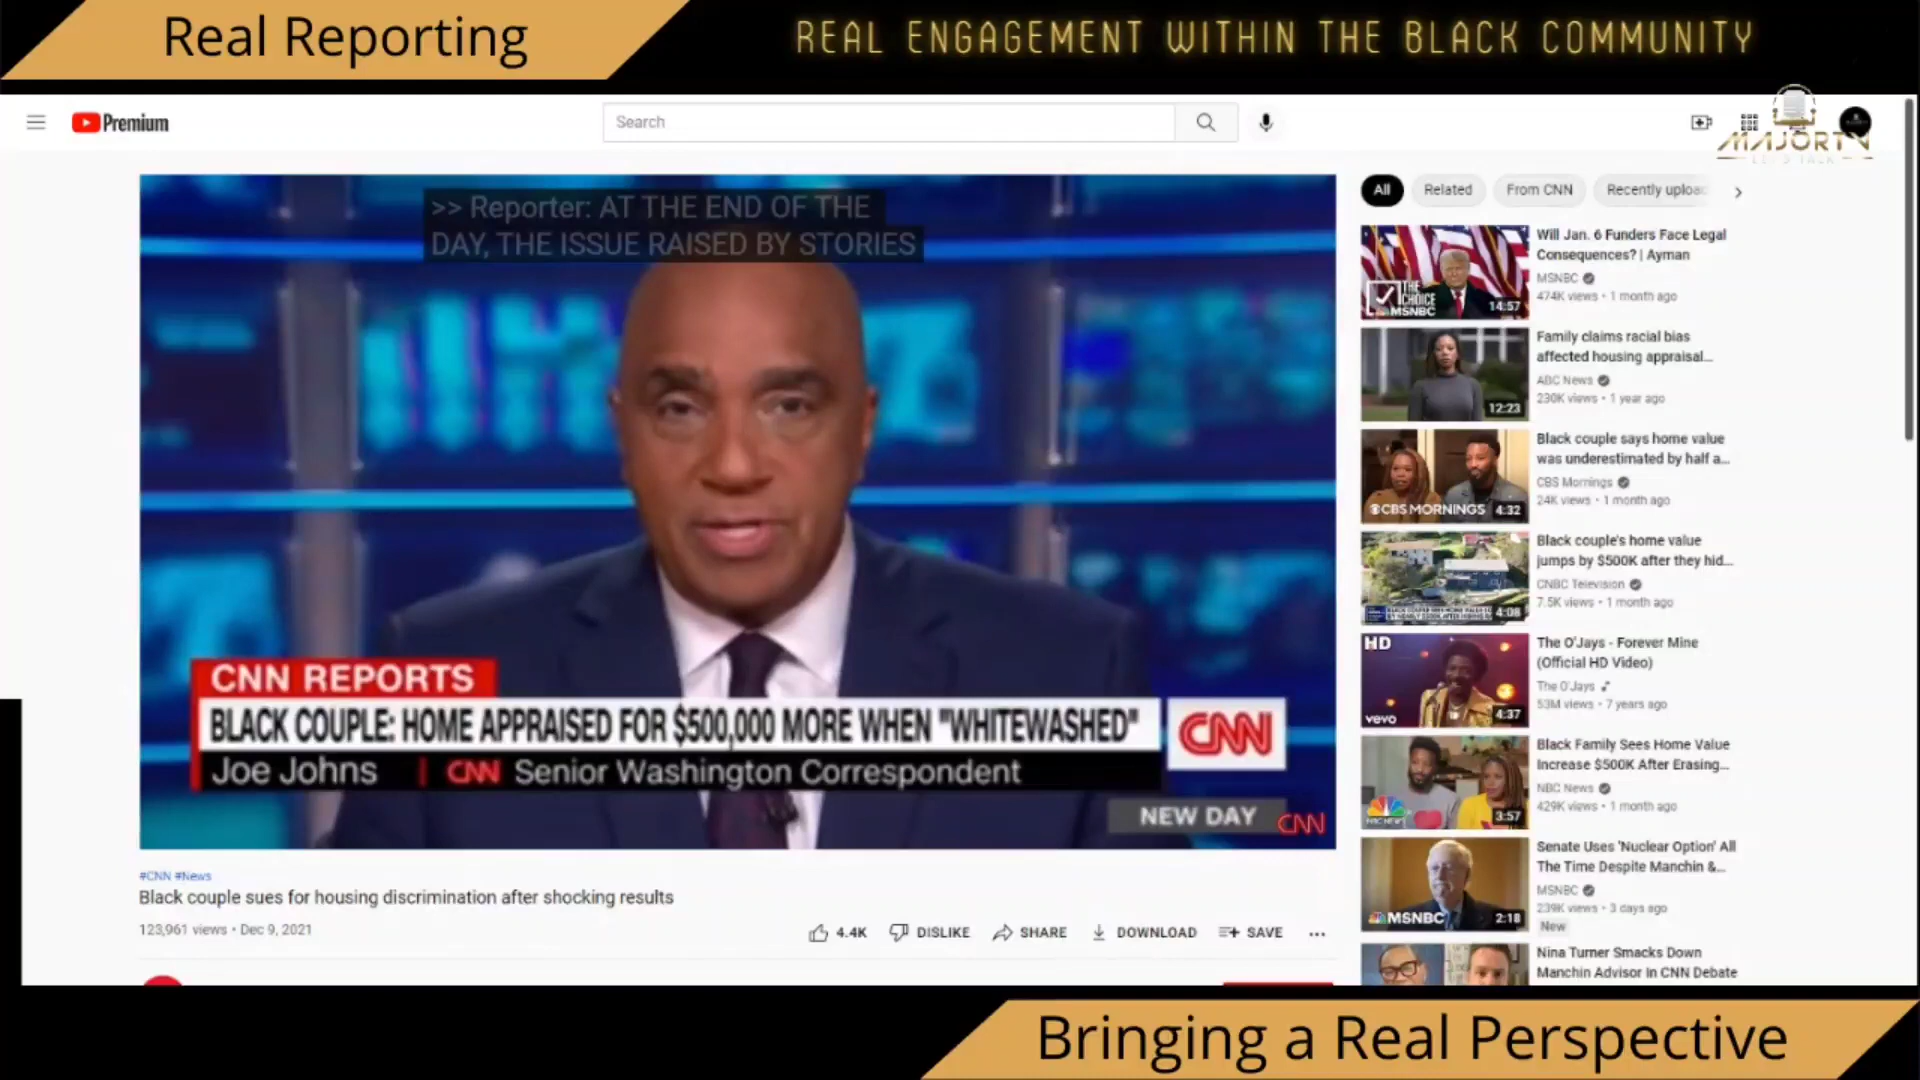 Real Reporting
REAL ENGAGEMENT WITHIN THE BLACK COMMUNITY
Premium
Search
MAJORTV
LET'S TALK
>> Reporter: AT THE END OF THE
DAY, THE ISSUE RAISED BY STORIES
CNN REPORTS
BLACK COUPLE: HOME APPRAISED FOR $500,000 MORE WHEN "WHITEWASHED"
CNN
Joe Johns | CNN Senior Washington Correspondent
NEW DAY
CNN
#CNN #News
Black couple sues for housing discrimination after shocking results
123,961 views • Dec 9, 2021
4.4K
DISLIKE
SHARE
DOWNLOAD
SAVE
All
Related
From CNN
Recently uploa
THE
CHOICE
MSNBC
14:57
Will Jan. 6 Funders Face Legal
Consequences? | Ayman
MSNBC
474K views • 1 month ago
12:23
Family claims racial bias
affected housing appraisal...
ABC News
230K views • 1 year ago
CBS MORNINGS
4:32
Black couple says home value
was underestimated by half a...
CBS Mornings
24K views • 1 month ago
4:08
Black couple's home value
jumps by $500K after they hid...
CNBC Television
7.5K views • 1 month ago
HD
vevo
4:37
The O'Jays - Forever Mine
(Official HD Video)
The O'Jays
53M views • 7 years ago
NBC NEWS
3:57
Black Family Sees Home Value
Increase $500K After Erasing...
NBC News
429K views • 1 month ago
MSNBC
2:18
Senate Uses 'Nuclear Option' All
The Time Despite Manchin &...
MSNBC
239K views • 3 days ago
New
Nina Turner Smacks Down
Manchin Advisor In CNN Debate
Bringing a Real Perspective